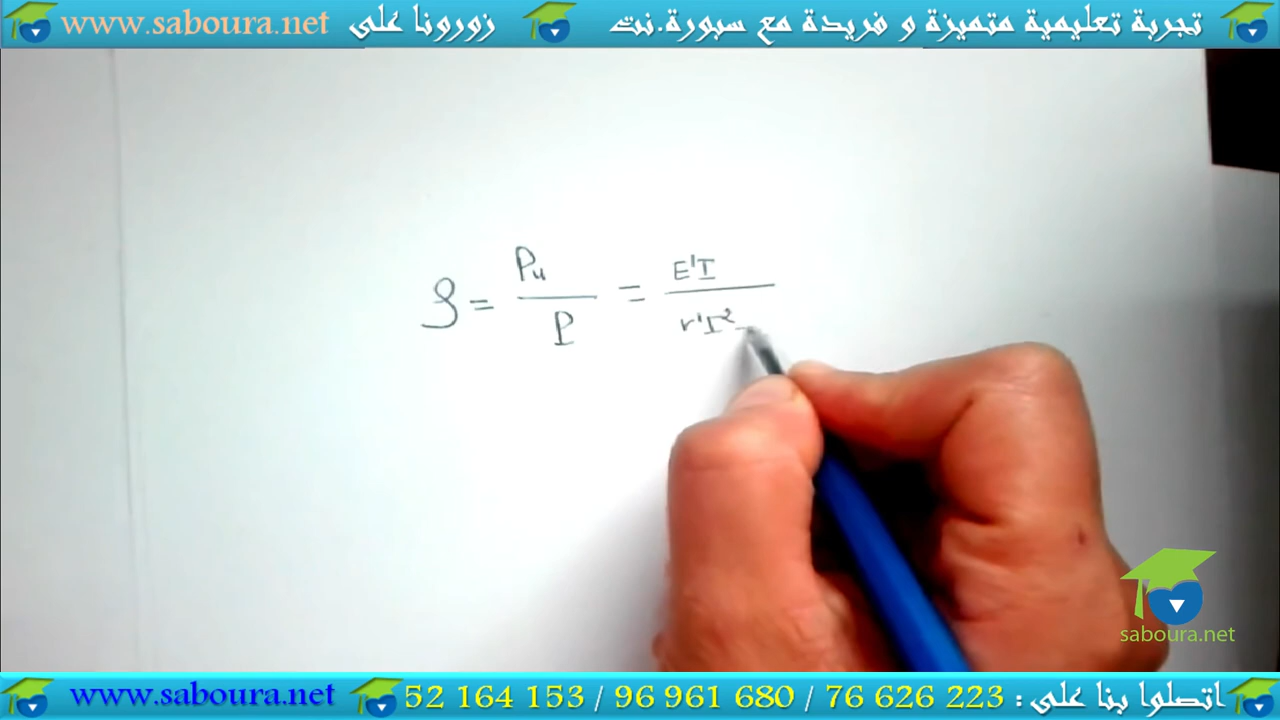 تجربة تعليمية متميزة و فريدة مع سبورة.نت زورونا على www.saboura.net
ρ = Pu / P = E'I / r'I²
saboura.net
اتصلوا بنا على : 52 164 153 / 96 961 680 / 76 626 223 www.saboura.net